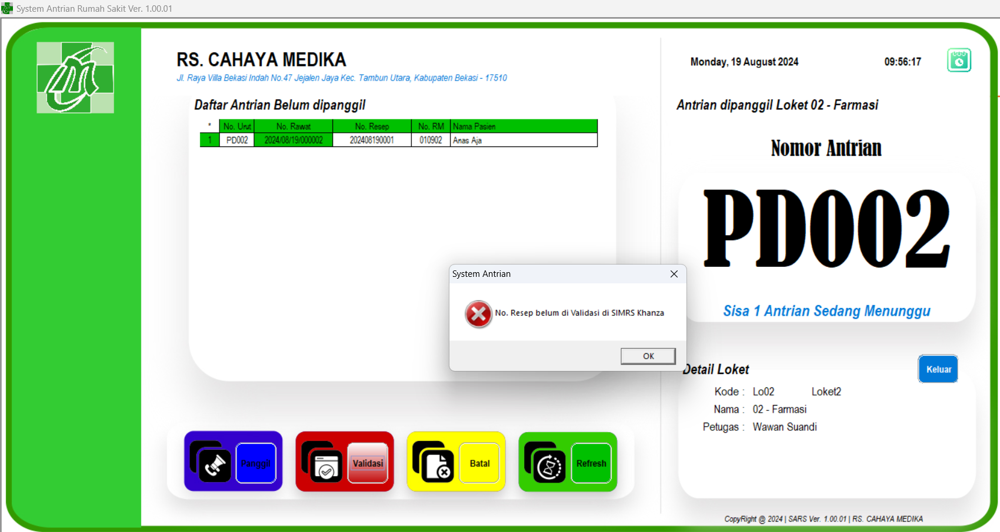 System Antrian Rumah Sakit Ver. 1.00.01
RS. CAHAYA MEDIKA
Jl. Raya Villa Bekasi Indah No.47 Jejalen Jaya Kec. Tambun Utara, Kabupaten Bekasi - 17510
Monday, 19 August 2024 09:56:17
Daftar Antrian Belum dipanggil
* No. Urut No. Rawat No. Resep No. RM Nama Pasien
1 PD002 2024/08/19/000002 202408190001 010902 Anas Aja
Antrian dipanggil Loket 02 - Farmasi
Nomor Antrian
PD002
Sisa 1 Antrian Sedang Menunggu
System Antrian
No. Resep belum di Validasi di SIMRS Khanza
OK
Detail Loket
Keluar
Kode : Lo02 Loket2
Nama : 02 - Farmasi
Petugas : Wawan Suandi
Panggil
Validasi
Batal
Refresh
CopyRight @ 2024 | SARS Ver. 1.00.01 | RS. CAHAYA MEDIKA